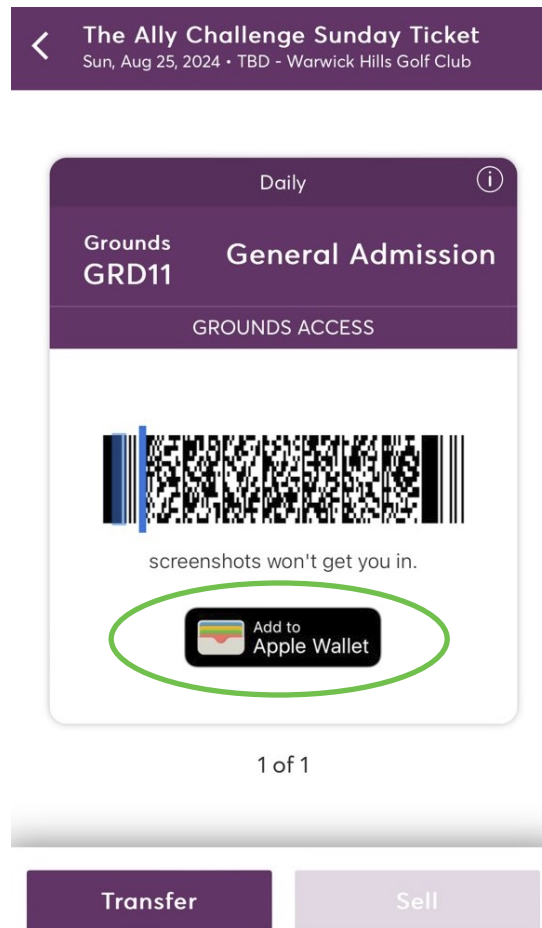 The Ally Challenge Sunday Ticket
Sun, Aug 25, 2024 • TBD - Warwick Hills Golf Club
Daily
Grounds
GRD11
General Admission
GROUNDS ACCESS
screenshots won't get you in.
Add to
Apple Wallet
1 of 1
Transfer
Sell